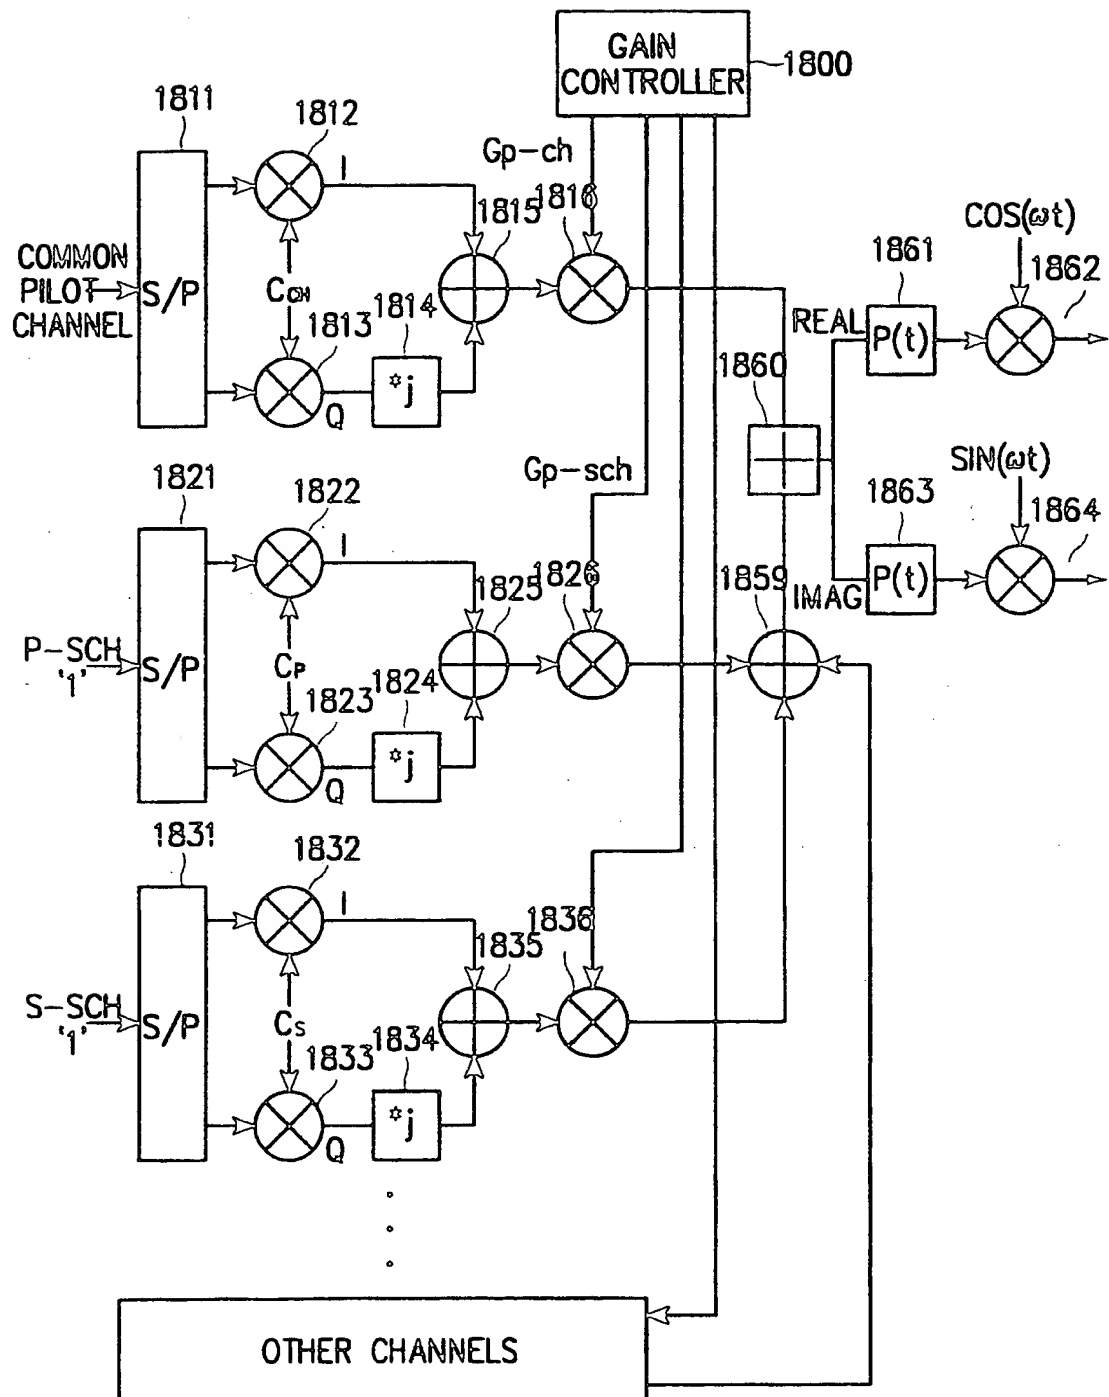 GAIN
CONTROLLER
1800
1811
1812
I
Gp-ch
1815
1816
COS(ωt)
1861
1862
COMMON
PILOT
CHANNEL
S/P
CCH
1813
1814
Q
*j
REAL
P(t)
1860
1821
1822
I
Gp-sch
SIN(ωt)
1863
1864
1825
1826
1859
IMAG
P(t)
P-SCH
'1'
S/P
CP
1823
1824
Q
*j
1831
1832
I
1835
1836
S-SCH
'1'
S/P
CS
1833
1834
Q
*j
OTHER CHANNELS